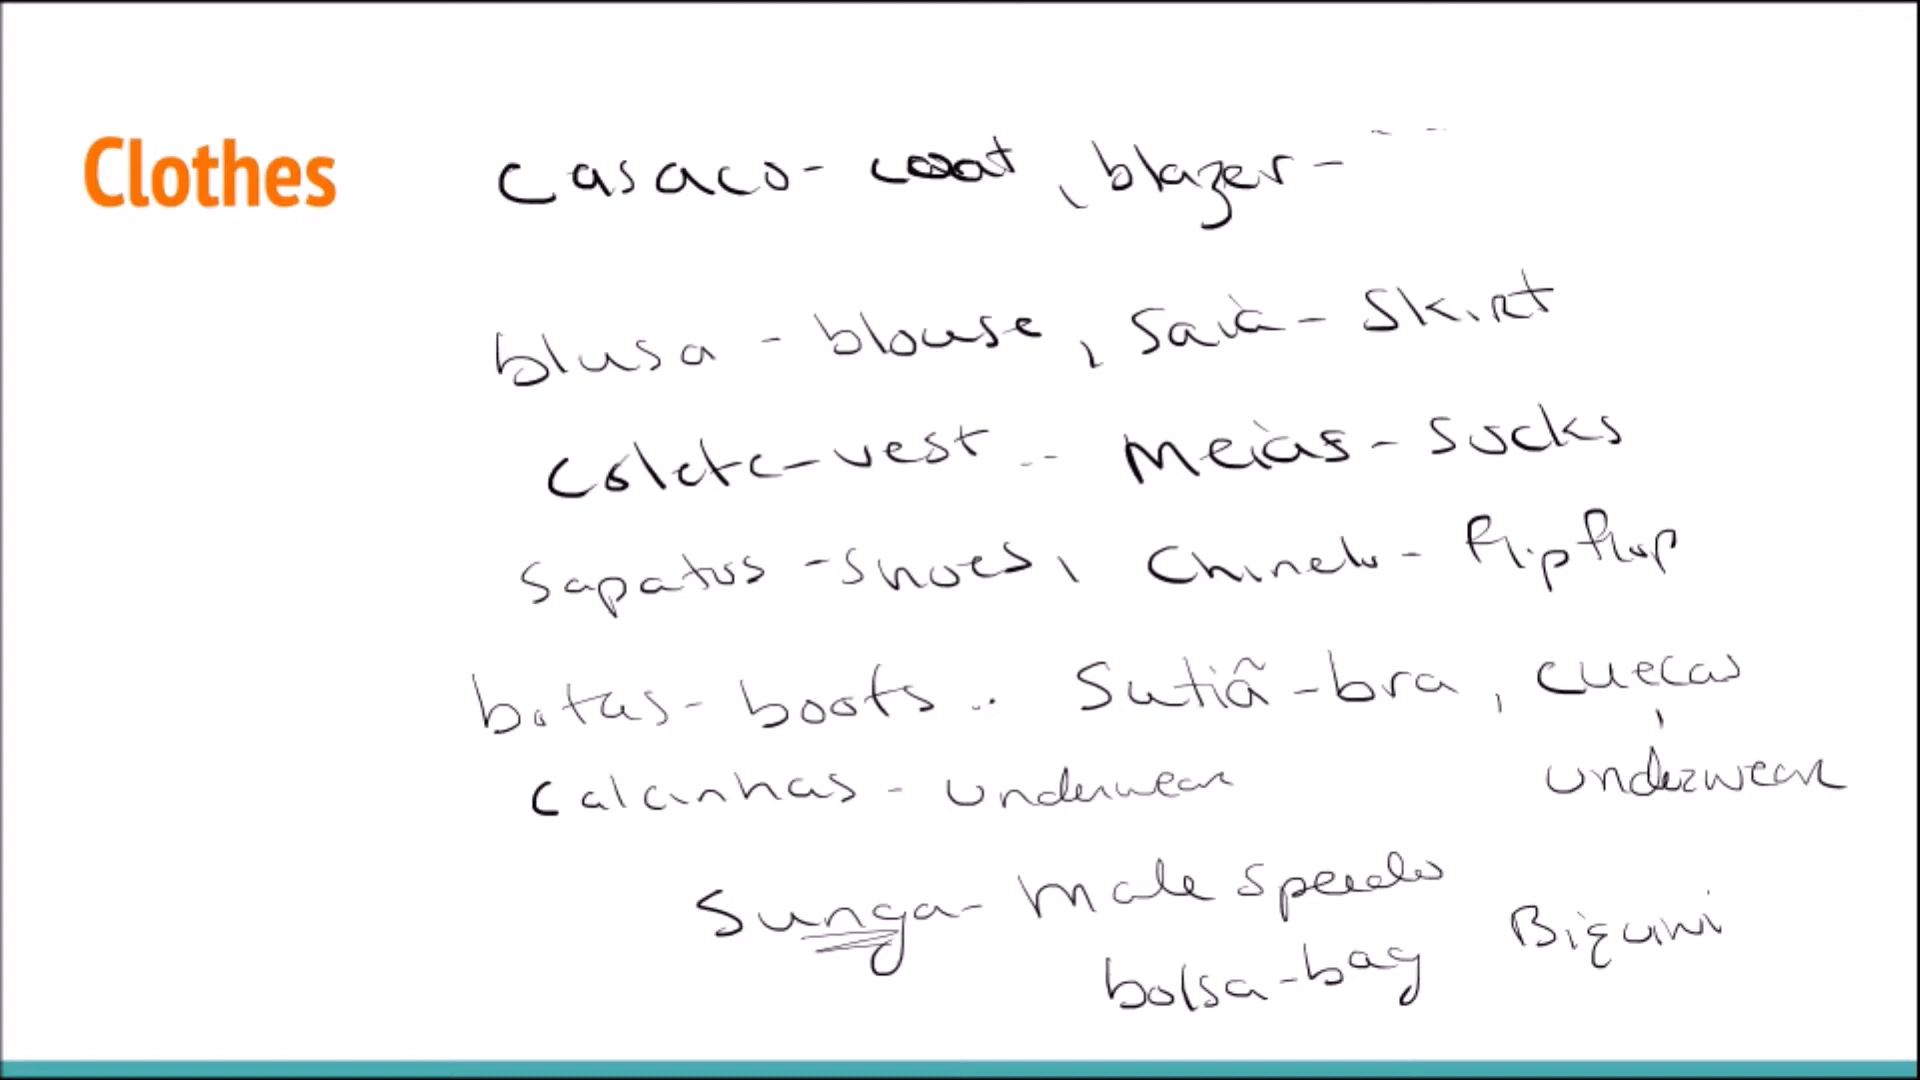 Clothes
casaco - coat, blazer - --
blusa - blouse, Saia - Skirt
Colete - vest .. Meias - Socks
Sapatos - Shoes, Chinelo - flip flop
botas - boots .. Sutiã - bra, cuecas
Calcinhas - underwear underwear
Sunga - Male speedo
bolsa - bag Biquini